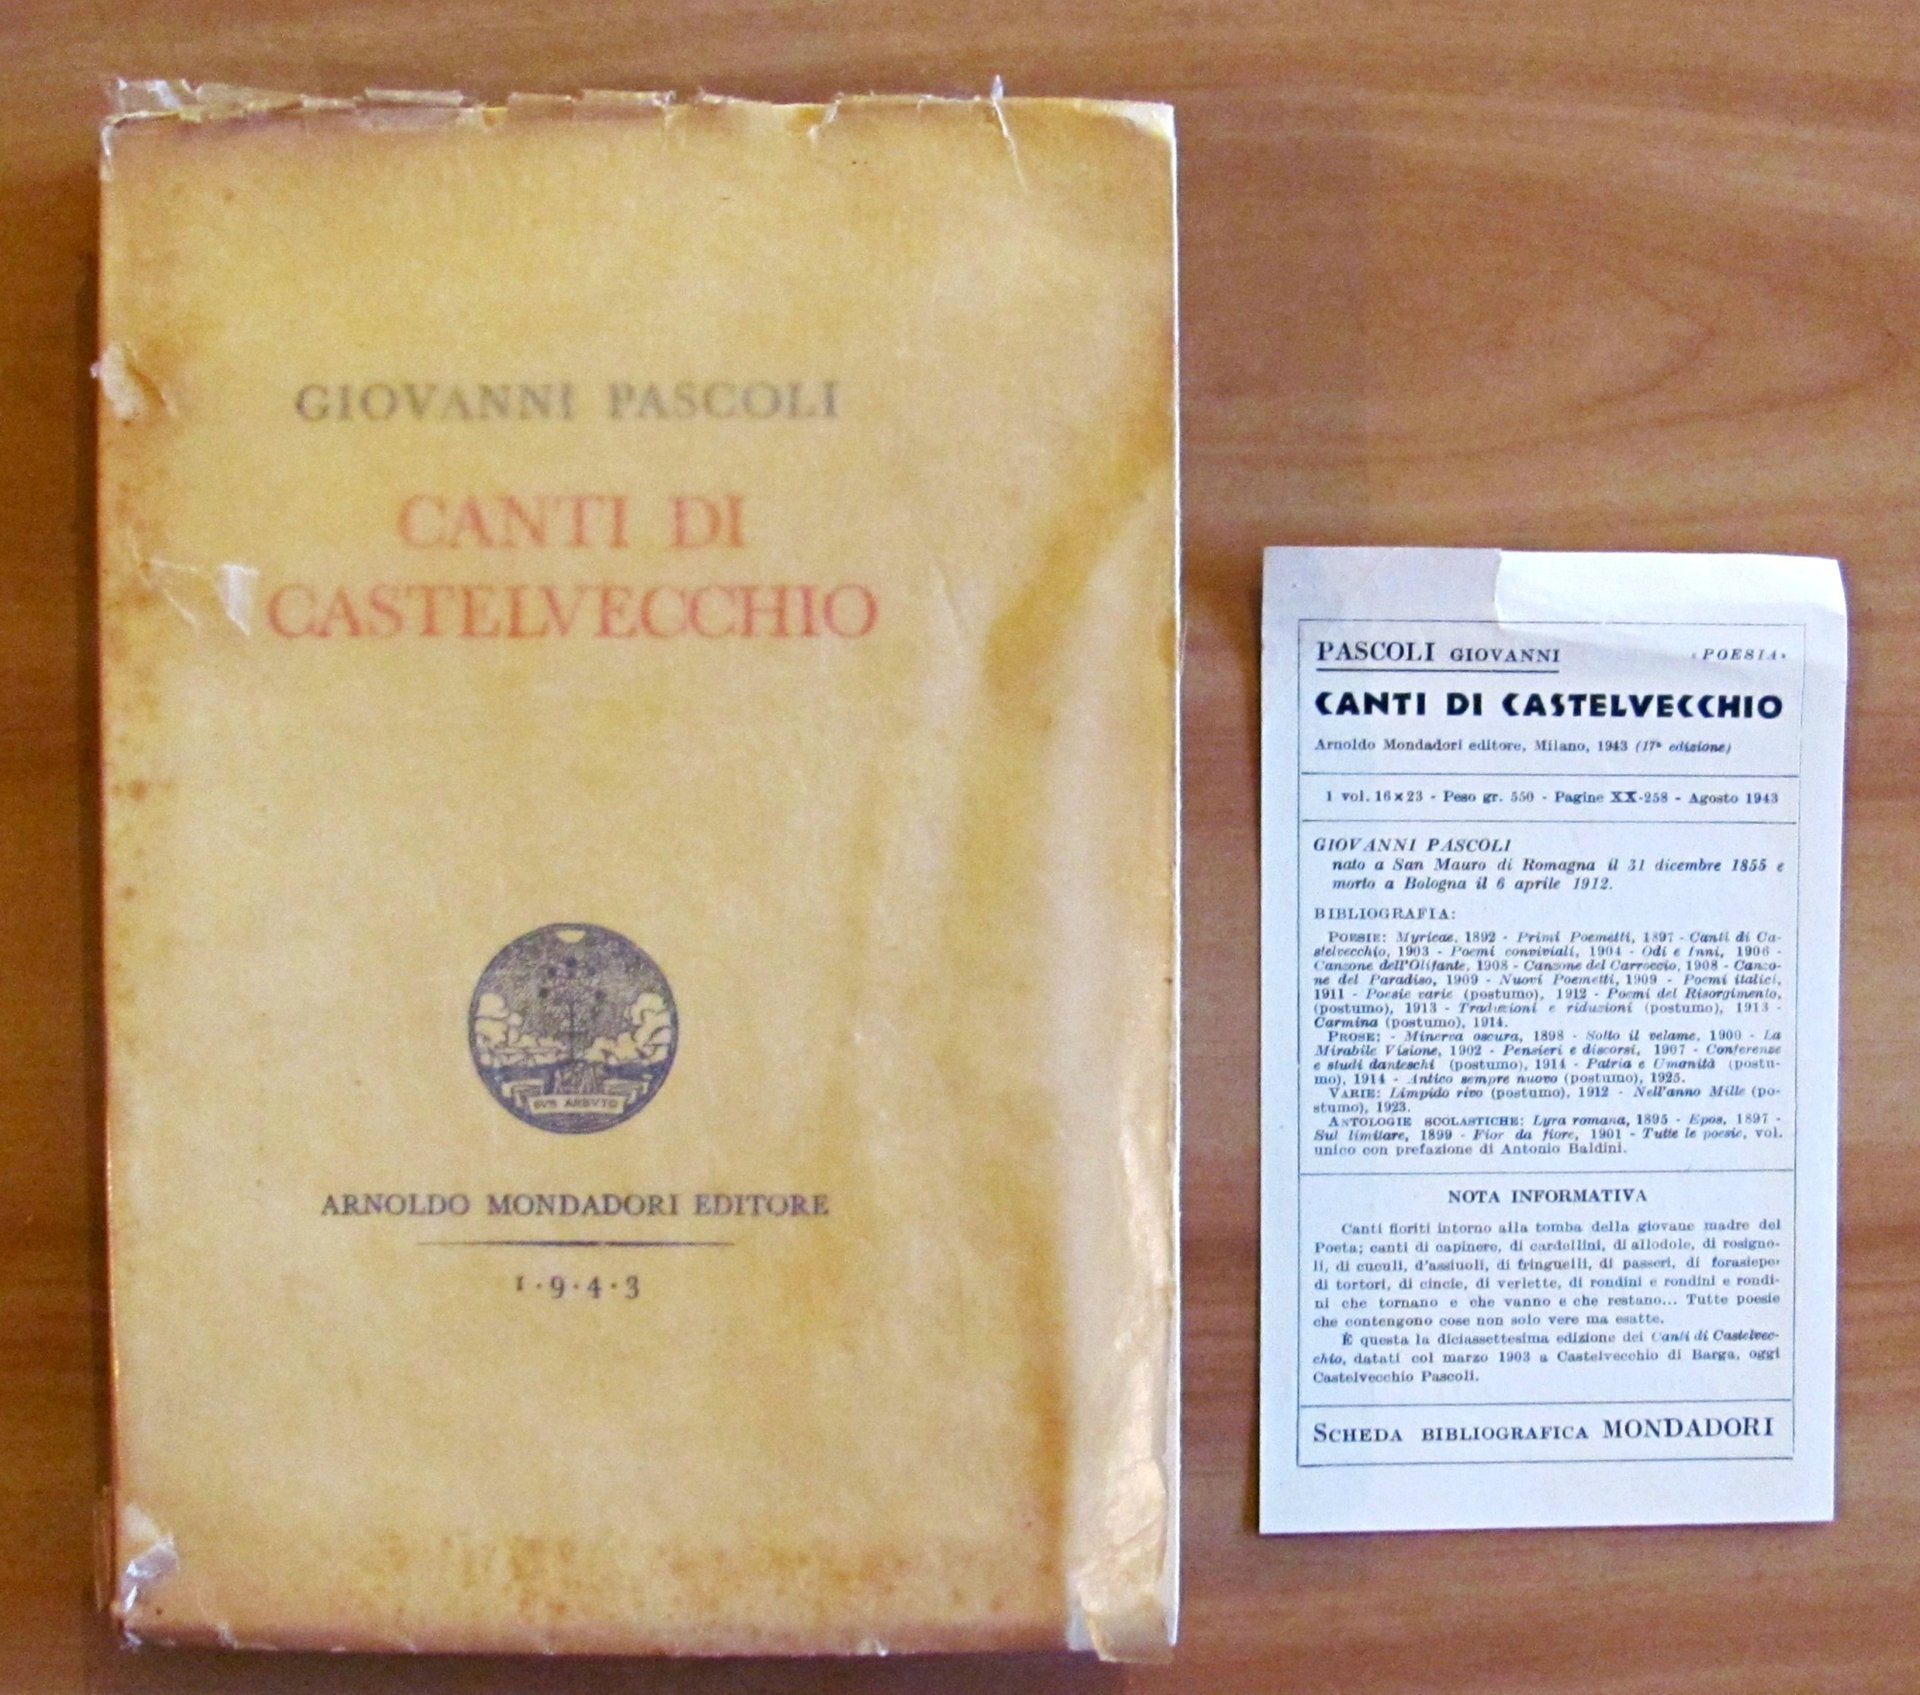 GIOVANNI PASCOLI
CANTI DI
CASTELVECCHIO
SVB ARBVTO
ARNOLDO MONDADORI EDITORE
1·9·4·3
PASCOLI GIOVANNI
«POESIA»
CANTI DI CASTELVECCHIO
Arnoldo Mondadori editore, Milano, 1943 (17ª edizione)
1 vol. 16×23 - Peso gr. 550 - Pagine XX-258 - Agosto 1943
GIOVANNI PASCOLI
nato a San Mauro di Romagna il 31 dicembre 1855 e
morto a Bologna il 6 aprile 1912.
BIBLIOGRAFIA:
POESIE: Myricae, 1892 - Primi Poemetti, 1897 - Canti di Ca-
stelvecchio, 1903 - Poemi conviviali, 1904 - Odi e Inni, 1906 -
Canzone dell'Olifante, 1908 - Canzone del Carroccio, 1908 - Canzo-
ne del Paradiso, 1909 - Nuovi Poemetti, 1909 - Poemi italici,
1911 - Poesie varie (postumo), 1912 - Poemi del Risorgimento,
(postumo), 1913 - Traduzioni e riduzioni (postumo), 1913 -
Carmina (postumo), 1914.
PROSE: - Minerva oscura, 1898 - Sotto il velame, 1900 - La
Mirabile Visione, 1902 - Pensieri e discorsi, 1907 - Conferenze
e studi danteschi (postumo), 1914 - Patria e Umanità (postu-
mo), 1914 - Antico sempre nuovo (postumo), 1925.
VARIE: Limpido rivo (postumo), 1912 - Nell'anno Mille (po-
stumo), 1923.
ANTOLOGIE SCOLASTICHE: Lyra romana, 1895 - Epos, 1897 -
Sul limitare, 1899 - Fior da fiore, 1901 - Tutte le poesie, vol.
unico con prefazione di Antonio Baldini.
NOTA INFORMATIVA
Canti fioriti intorno alla tomba della giovane madre del
Poeta; canti di capinere, di cardellini, di allodole, di rosigno-
li, di cuculi, d'assiuoli, di fringuelli, di passeri, di forasiepe,
di tortori, di cincie, di verlette, di rondini e rondini e rondi-
ni che tornano e che vanno e che restano... Tutte poesie
che contengono cose non solo vere ma esatte.
È questa la diciassettesima edizione dei Canti di Castelvec-
chio, datati col marzo 1903 a Castelvecchio di Barga, oggi
Castelvecchio Pascoli.
SCHEDA BIBLIOGRAFICA MONDADORI